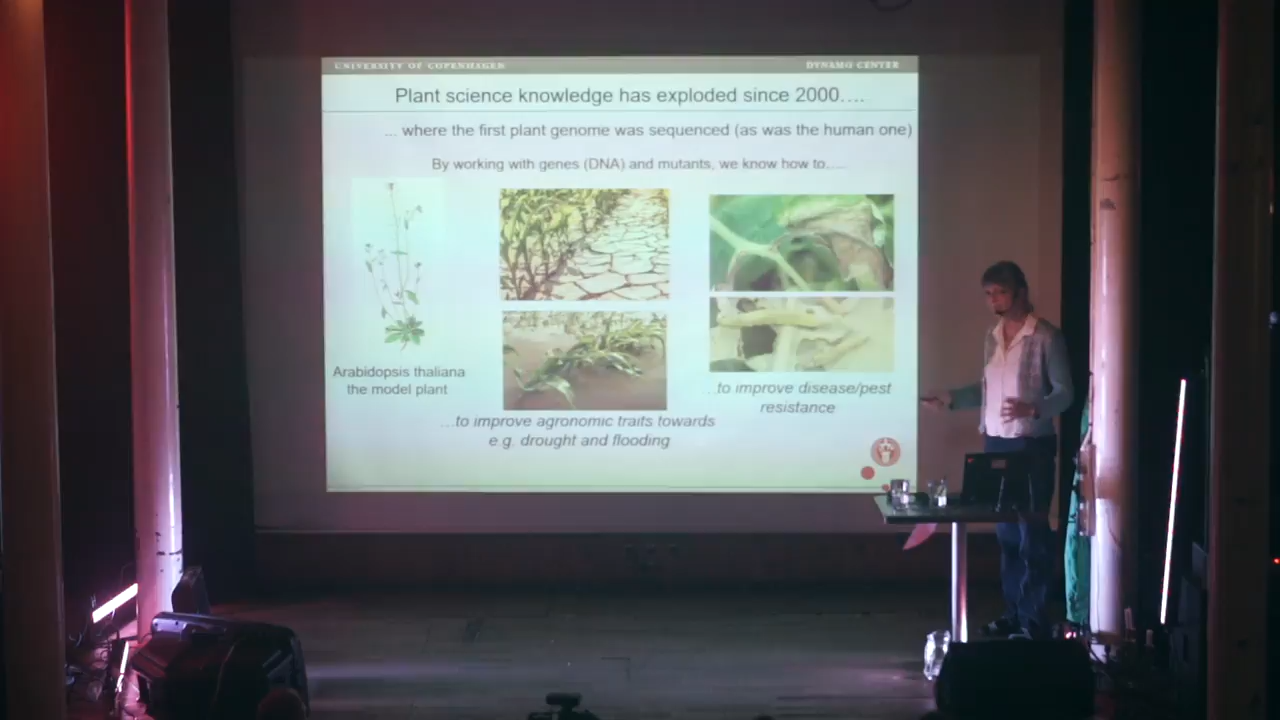 UNIVERSITY OF COPENHAGEN
DYNAMO CENTER
Plant science knowledge has exploded since 2000….
... where the first plant genome was sequenced (as was the human one)
By working with genes (DNA) and mutants, we know how to…..
Arabidopsis thaliana
the model plant
…to improve agronomic traits towards
e.g. drought and flooding
…to improve disease/pest
resistance